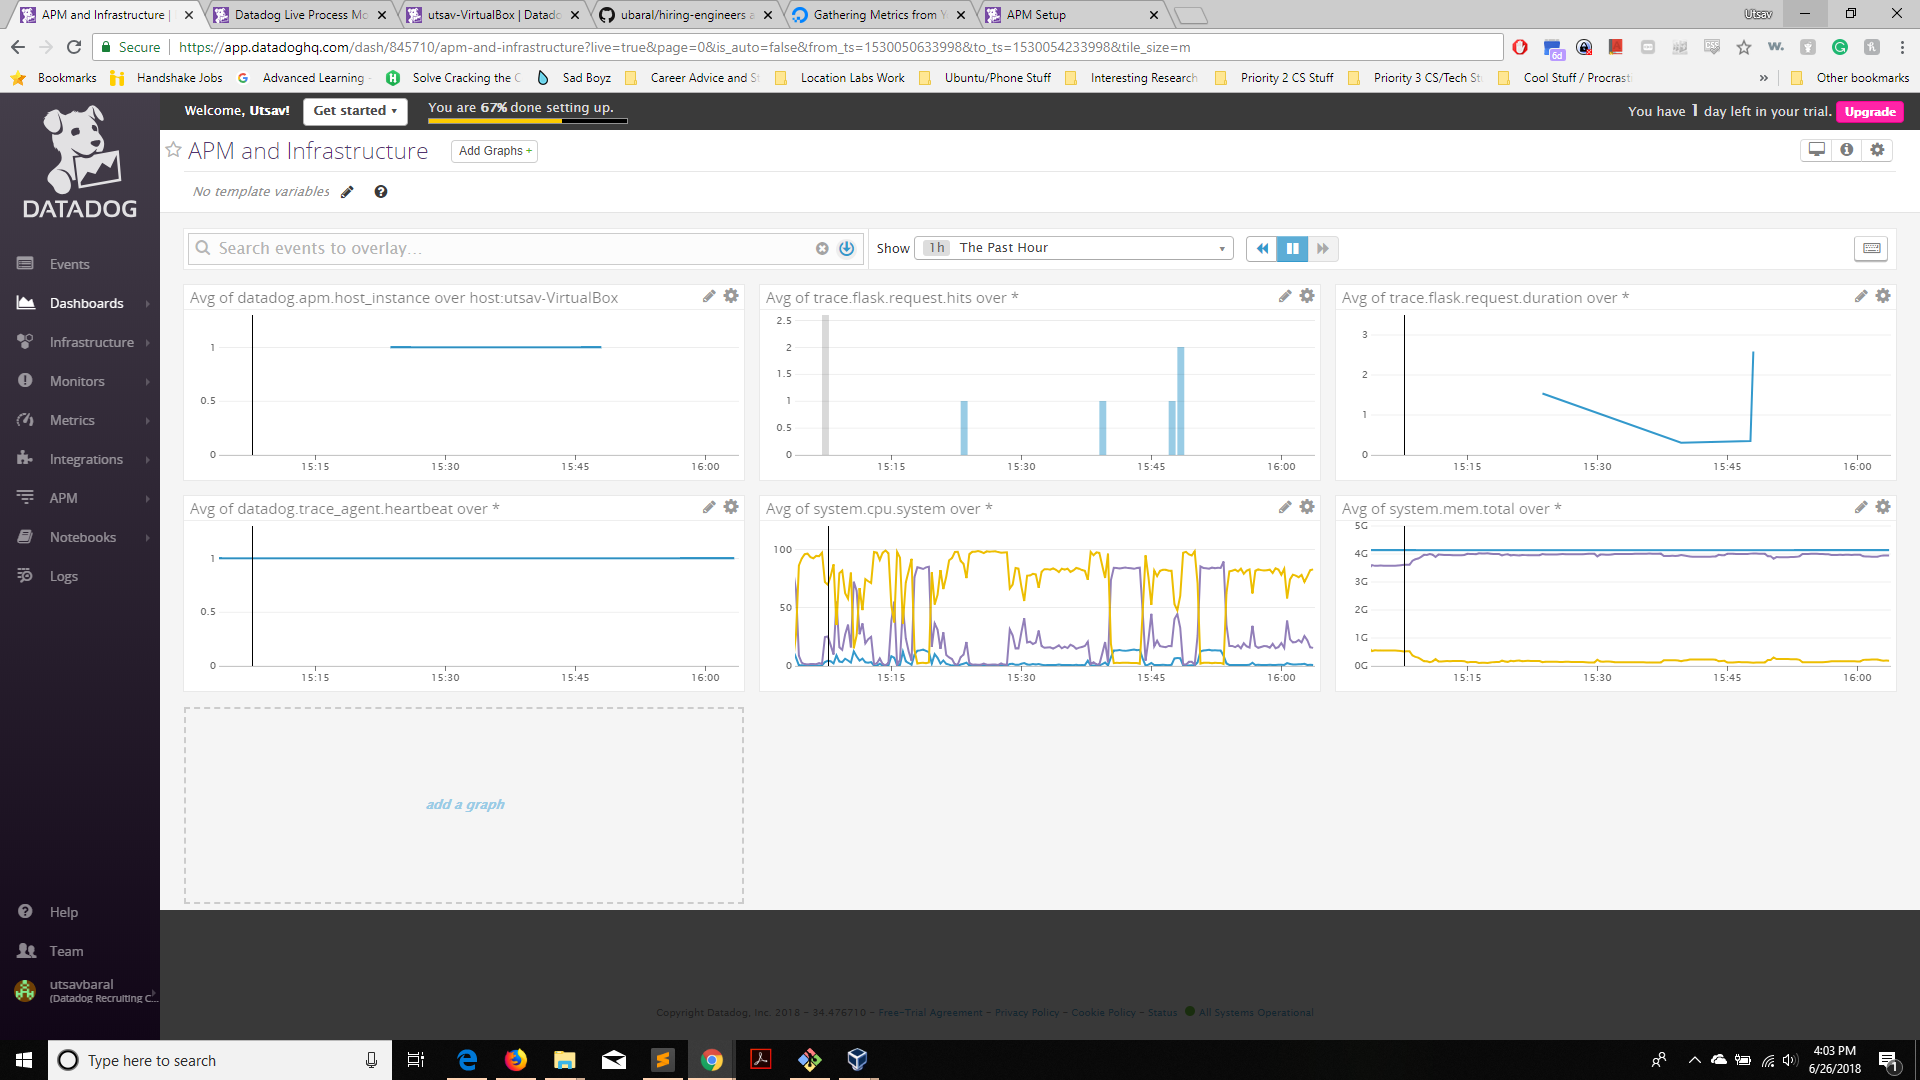 APM and Infrastructure |
Datadog Live Process Mo
utsav-VirtualBox | Datado
ubaral/hiring-engineers a
Gathering Metrics from Y
APM Setup
Utsav
Secure
https://app.datadoghq.com/dash/845710/apm-and-infrastructure?live=true&page=0&is_auto=false&from_ts=1530050633998&to_ts=1530054233998&tile_size=m
6d
Bookmarks
Handshake Jobs
Advanced Learning
Solve Cracking the C
Sad Boyz
Career Advice and St
Location Labs Work
Ubuntu/Phone Stuff
Interesting Research
Priority 2 CS Stuff
Priority 3 CS/Tech St
Cool Stuff / Procrasti
»
Other bookmarks
DATADOG
Welcome, Utsav!
Get started
You are 67% done setting up.
You have 1 day left in your trial.
Upgrade
APM and Infrastructure
Add Graphs +
No template variables
Events
Dashboards
Infrastructure
Monitors
Metrics
Integrations
APM
Notebooks
Logs
Search events to overlay...
Show
1h The Past Hour
Avg of datadog.apm.host_instance over host:utsav-VirtualBox
1
0.5
0
15:15 15:30 15:45 16:00
Avg of trace.flask.request.hits over *
2.5
2
1.5
1
0.5
0
15:15 15:30 15:45 16:00
Avg of trace.flask.request.duration over *
3
2
1
0
15:15 15:30 15:45 16:00
Avg of datadog.trace_agent.heartbeat over *
1
0.5
0
15:15 15:30 15:45 16:00
Avg of system.cpu.system over *
100
50
0
15:15 15:30 15:45 16:00
Avg of system.mem.total over *
5G
4G
3G
2G
1G
0G
15:15 15:30 15:45 16:00
add a graph
Help
Team
utsavbaral
(Datadog Recruiting C...
Copyright Datadog, Inc. 2018 - 34.476710 - Free-Trial Agreement - Privacy Policy - Cookie Policy - Status All Systems Operational
Type here to search
4:03 PM
6/26/2018
1